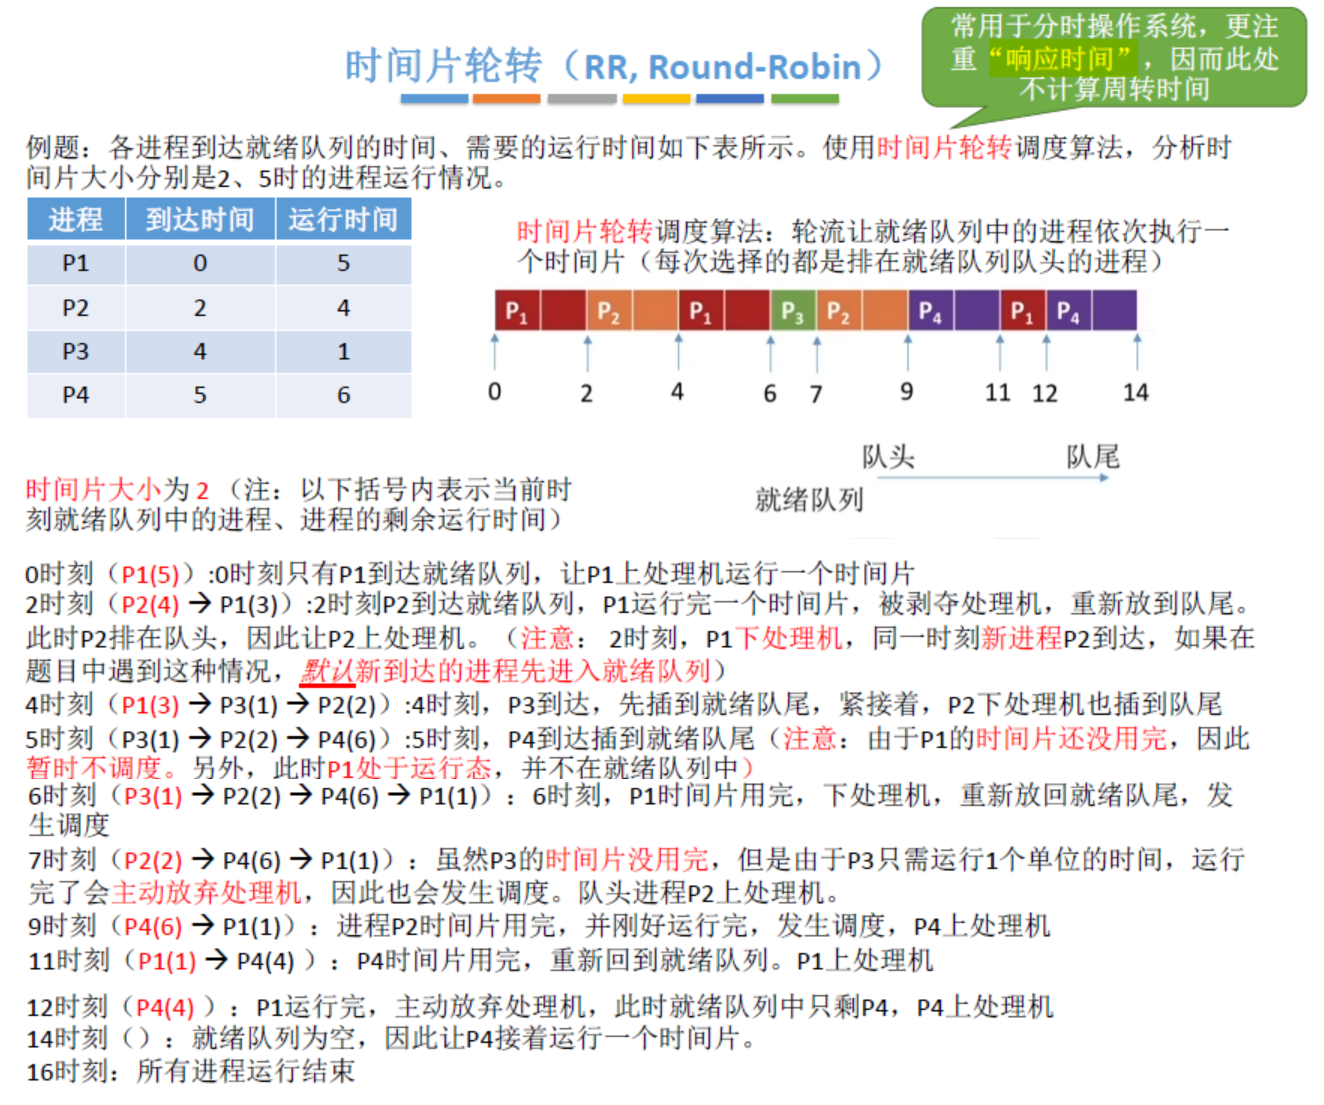 常用于分时操作系统，更注
重“响应时间”，因而此处
不计算周转时间
时间片轮转（RR, Round-Robin）
例题：各进程到达就绪队列的时间、需要的运行时间如下表所示。使用时间片轮转调度算法，分析时
间片大小分别是2、5时的进程运行情况。
进程 到达时间 运行时间
P1 0 5
P2 2 4
P3 4 1
P4 5 6
时间片轮转调度算法：轮流让就绪队列中的进程依次执行一
个时间片（每次选择的都是排在就绪队列队头的进程）
P1 P2 P1 P3 P2 P4 P1 P4
0 2 4 6 7 9 11 12 14
队头 队尾
就绪队列
时间片大小为 2（注：以下括号内表示当前时
刻就绪队列中的进程、进程的剩余运行时间）
0时刻（P1(5)）:0时刻只有P1到达就绪队列，让P1上处理机运行一个时间片
2时刻（P2(4) → P1(3)）:2时刻P2到达就绪队列，P1运行完一个时间片，被剥夺处理机，重新放到队尾。
此时P2排在队头，因此让P2上处理机。（注意： 2时刻，P1下处理机，同一时刻新进程P2到达，如果在
题目中遇到这种情况，默认新到达的进程先进入就绪队列）
4时刻（P1(3) → P3(1) → P2(2)）:4时刻，P3到达，先插到就绪队尾，紧接着，P2下处理机也插到队尾
5时刻（P3(1) → P2(2) → P4(6)）:5时刻，P4到达插到就绪队尾（注意：由于P1的时间片还没用完，因此
暂时不调度。另外，此时P1处于运行态，并不在就绪队列中）
6时刻（P3(1) → P2(2) → P4(6) → P1(1)）：6时刻，P1时间片用完，下处理机，重新放回就绪队尾，发
生调度
7时刻（P2(2) → P4(6) → P1(1)）：虽然P3的时间片没用完，但是由于P3只需运行1个单位的时间，运行
完了会主动放弃处理机，因此也会发生调度。队头进程P2上处理机。
9时刻（P4(6) → P1(1)）：进程P2时间片用完，并刚好运行完，发生调度，P4上处理机
11时刻（P1(1) → P4(4) ）：P4时间片用完，重新回到就绪队列。P1上处理机
12时刻（P4(4) ）：P1运行完，主动放弃处理机，此时就绪队列中只剩P4，P4上处理机
14时刻（）：就绪队列为空，因此让P4接着运行一个时间片。
16时刻：所有进程运行结束